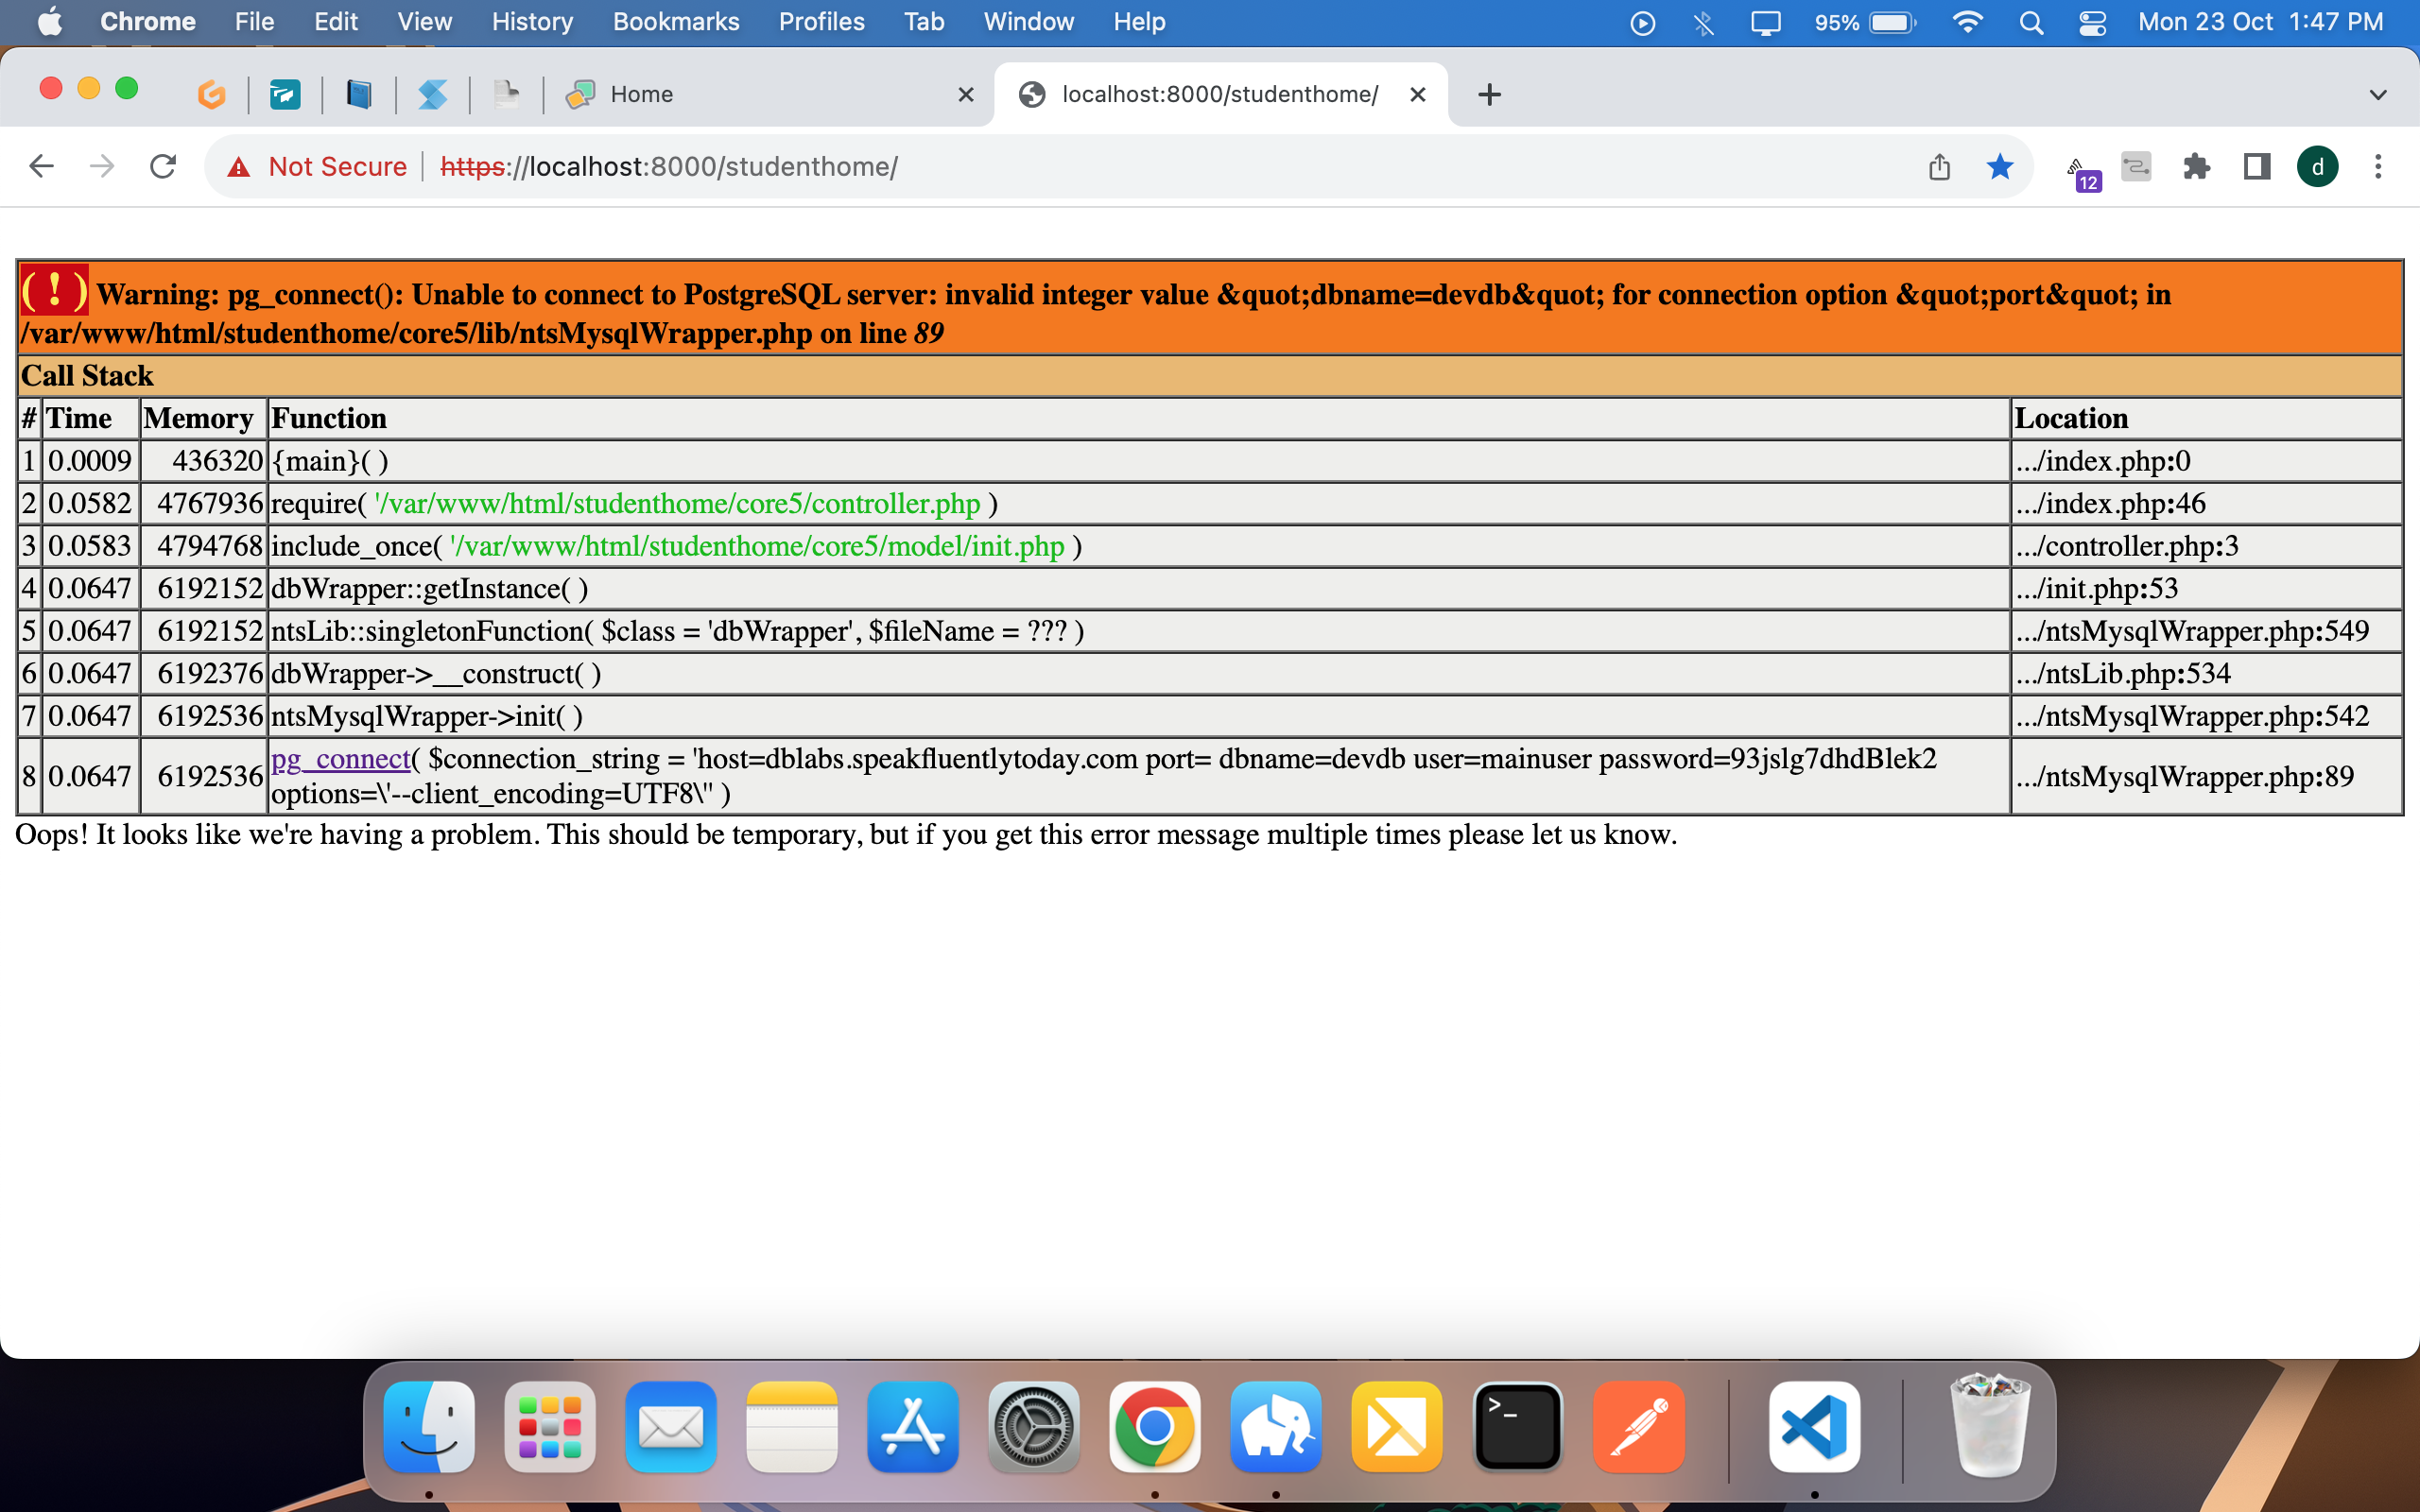 Chrome File Edit View History Bookmarks Profiles Tab Window Help 95% Mon 23 Oct 1:47 PM
Home localhost:8000/studenthome/
Not Secure https://localhost:8000/studenthome/ 12 d
( ! ) Warning: pg_connect(): Unable to connect to PostgreSQL server: invalid integer value &quot;dbname=devdb&quot; for connection option &quot;port&quot; in
/var/www/html/studenthome/core5/lib/ntsMysqlWrapper.php on line 89
Call Stack
# Time Memory Function Location
1 0.0009 436320 {main}( ) .../index.php:0
2 0.0582 4767936 require( '/var/www/html/studenthome/core5/controller.php ) .../index.php:46
3 0.0583 4794768 include_once( '/var/www/html/studenthome/core5/model/init.php ) .../controller.php:3
4 0.0647 6192152 dbWrapper::getInstance( ) .../init.php:53
5 0.0647 6192152 ntsLib::singletonFunction( $class = 'dbWrapper', $fileName = ??? ) .../ntsMysqlWrapper.php:549
6 0.0647 6192376 dbWrapper->__construct( ) .../ntsLib.php:534
7 0.0647 6192536 ntsMysqlWrapper->init( ) .../ntsMysqlWrapper.php:542
8 0.0647 6192536 pg_connect( $connection_string = 'host=dblabs.speakfluentlytoday.com port= dbname=devdb user=mainuser password=93jslg7dhdBlek2
options=\'--client_encoding=UTF8\'' ) .../ntsMysqlWrapper.php:89
Oops! It looks like we're having a problem. This should be temporary, but if you get this error message multiple times please let us know.